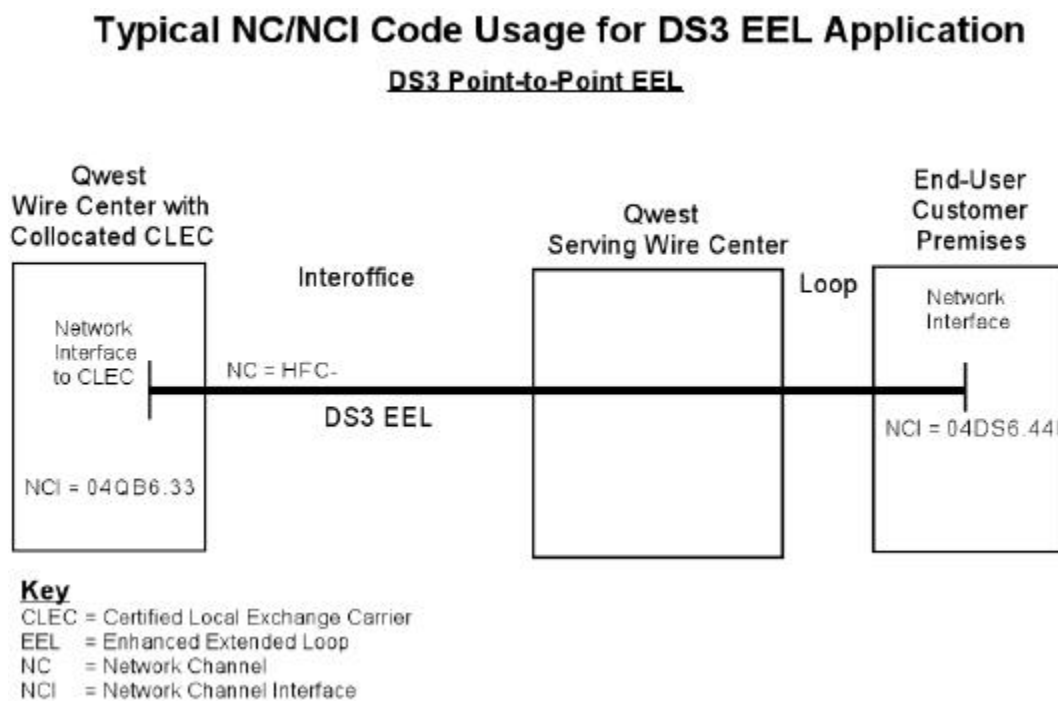 Typical NC/NCI Code Usage for DS3 EEL Application
DS3 Point-to-Point EEL
Qwest
Wire Center with
Collocated CLEC
Interoffice
Qwest
Serving Wire Center
Loop
End-User
Customer
Premises
Network
Interface
to CLEC
NC = HFC-
DS3 EEL
NCI = 04QB6.33
Network
Interface
NCI =
Key
CLEC = Certified Local Exchange Carrier
EEL = Enhanced Extended Loop
NC = Network Channel
NCI = Network Channel Interface